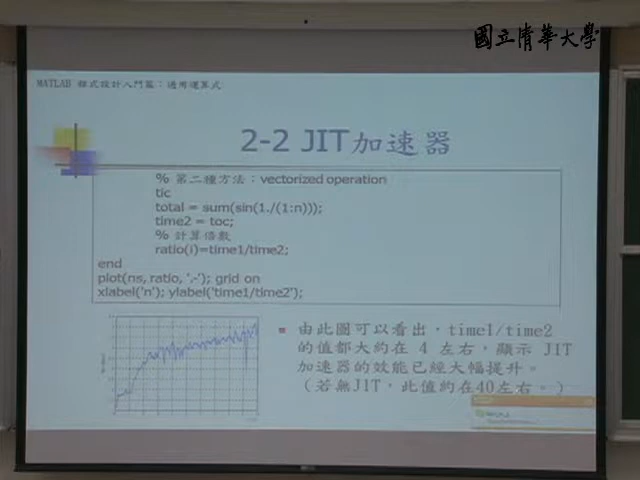 國立清華大學
MATLAB 程式設計入門篇：通用運算式
2-2 JIT加速器
% 第二種方法：vectorized operation
tic
total = sum(sin(1./(1:n)));
time2 = toc;
% 計算倍數
ratio(i)=time1/time2;
end
plot(ns, ratio, '.-'); grid on
xlabel('n'); ylabel('time1/time2');
由此圖可以看出，time1/time2
的值都大約在 4 左右，顯示 JIT
加速器的效能已經大幅提升。
（若無JIT，此值約在40左右。）